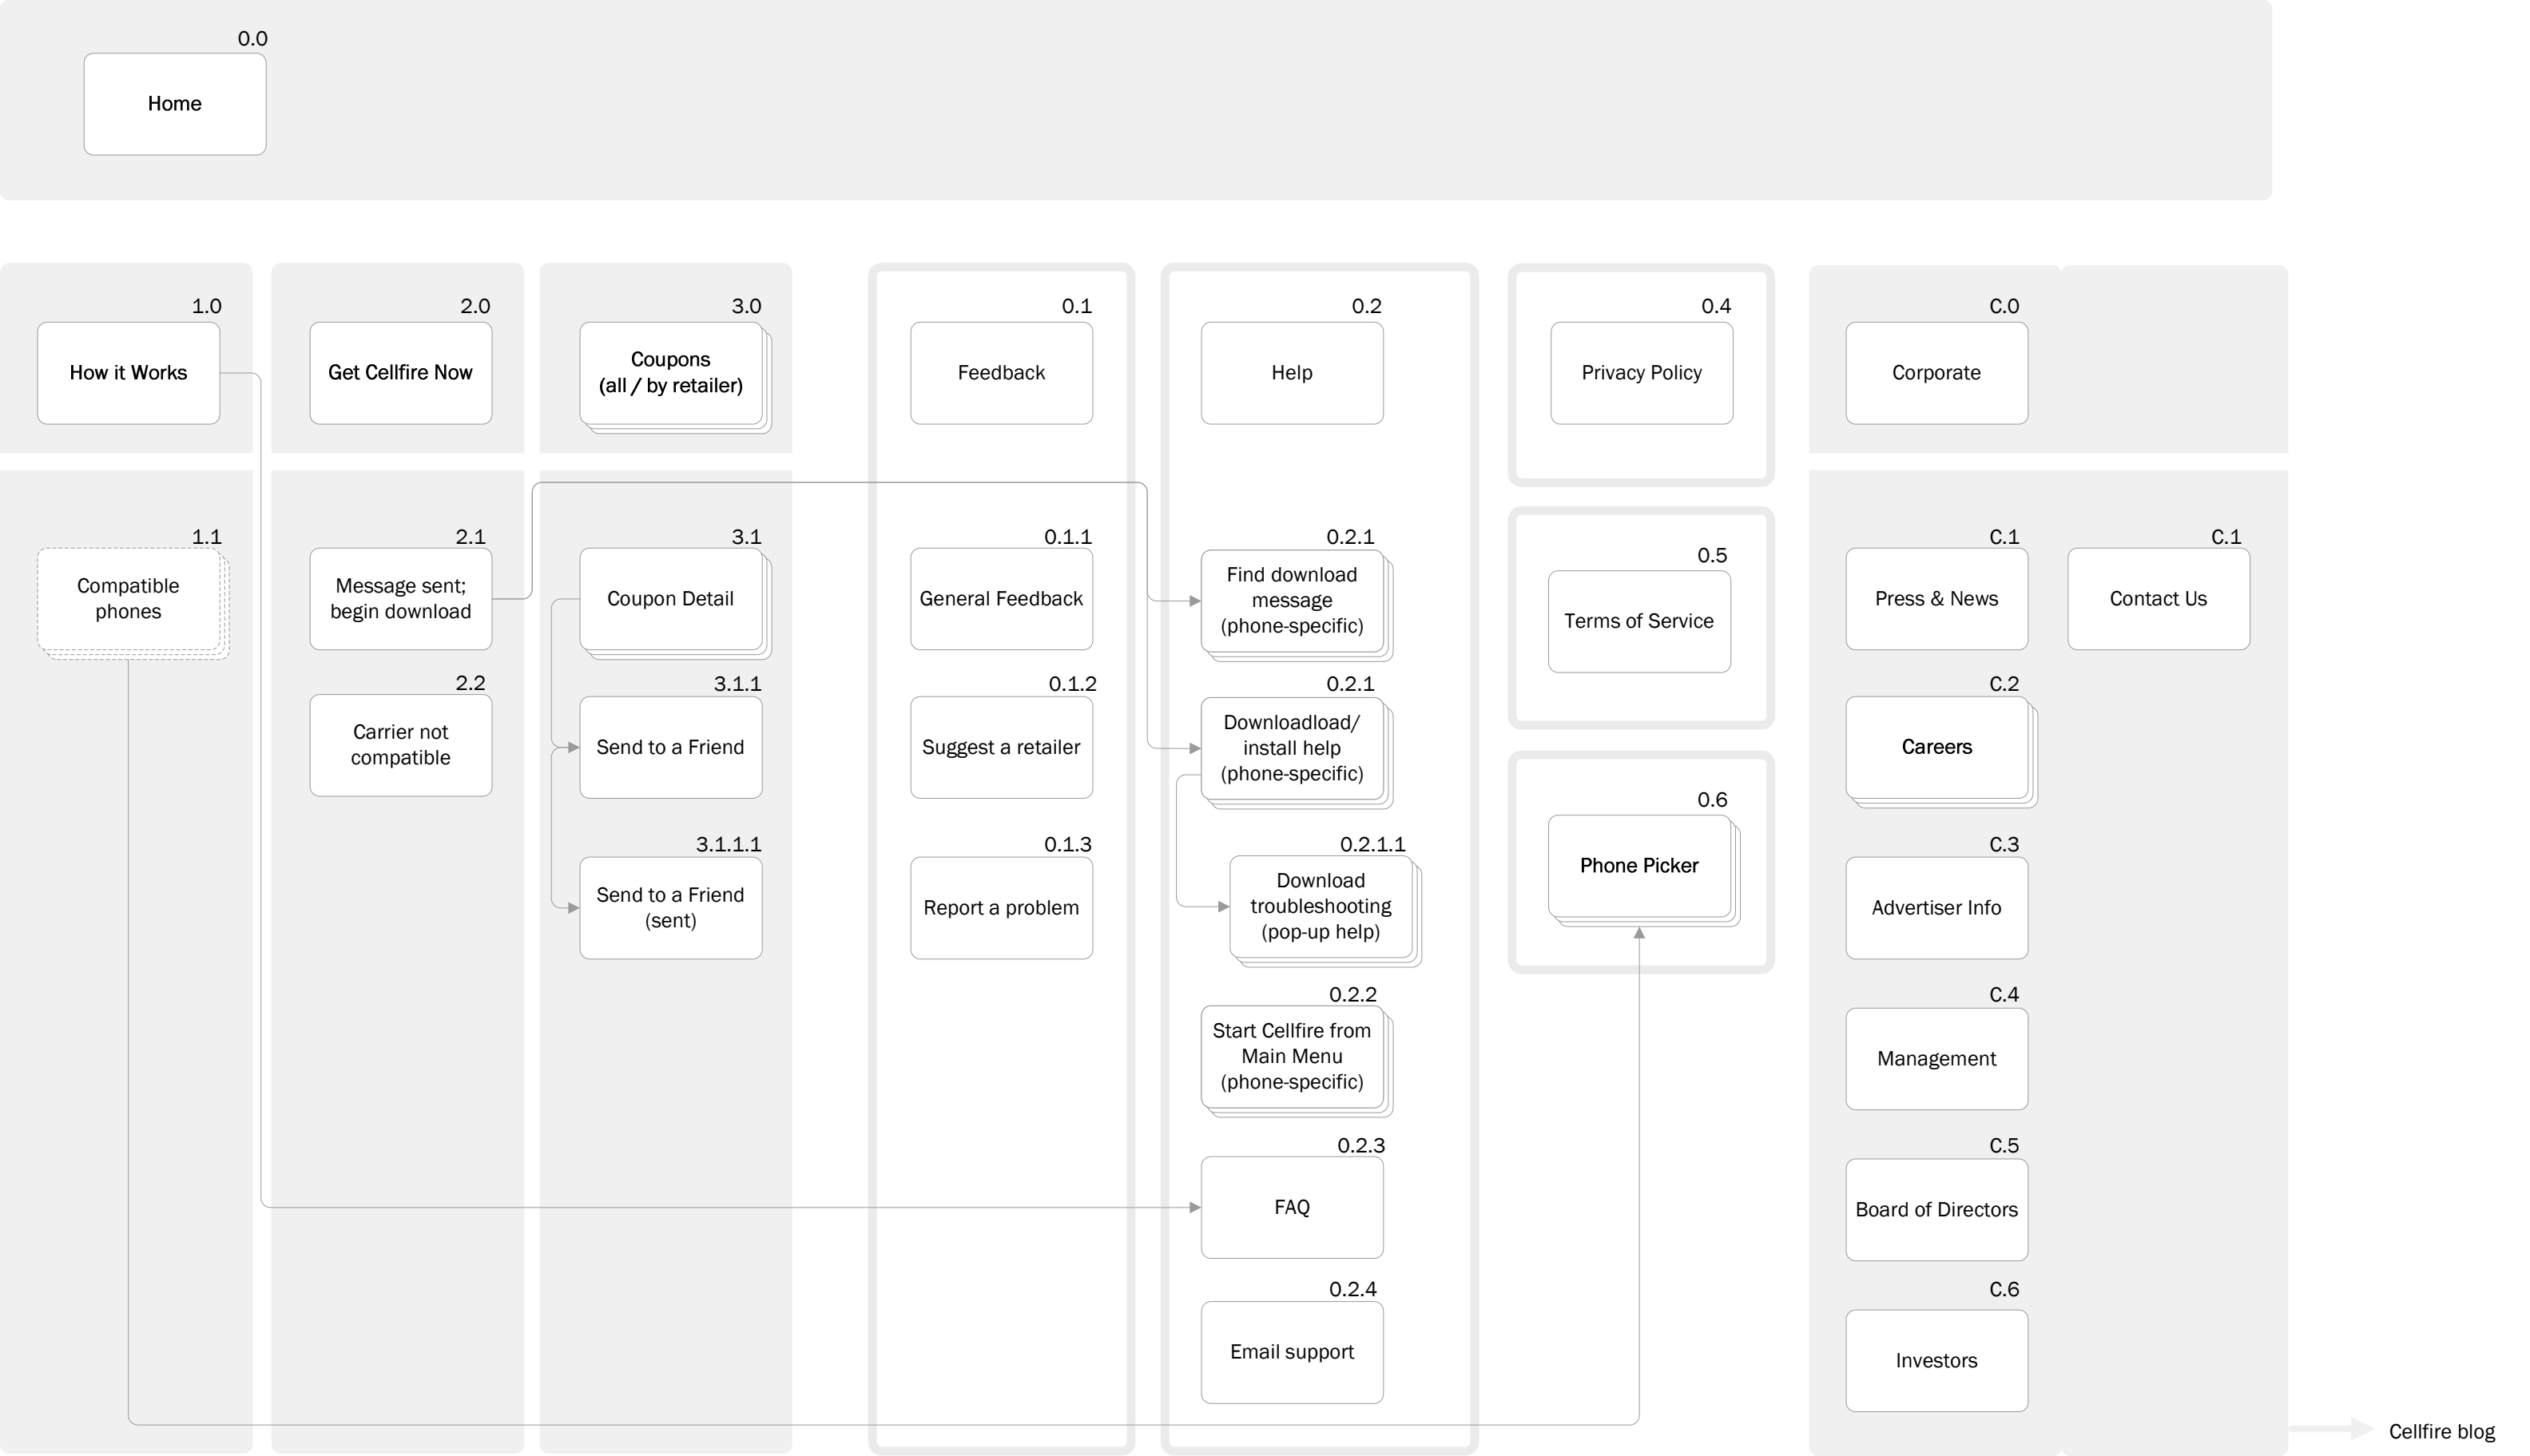 0.0
Home
1.0
How it Works
1.1
Compatible
phones
2.0
Get Cellfire Now
2.1
Message sent;
begin download
2.2
Carrier not
compatible
3.0
Coupons
(all / by retailer)
3.1
Coupon Detail
3.1.1
Send to a Friend
3.1.1.1
Send to a Friend
(sent)
0.1
Feedback
0.1.1
General Feedback
0.1.2
Suggest a retailer
0.1.3
Report a problem
0.2
Help
0.2.1
Find download
message
(phone-specific)
0.2.1
Downloadload/
install help
(phone-specific)
0.2.1.1
Download
troubleshooting
(pop-up help)
0.2.2
Start Cellfire from
Main Menu
(phone-specific)
0.2.3
FAQ
0.2.4
Email support
0.4
Privacy Policy
0.5
Terms of Service
0.6
Phone Picker
C.0
Corporate
C.1
Press & News
C.2
Careers
C.3
Advertiser Info
C.4
Management
C.5
Board of Directors
C.6
Investors
C.1
Contact Us
Cellfire blog